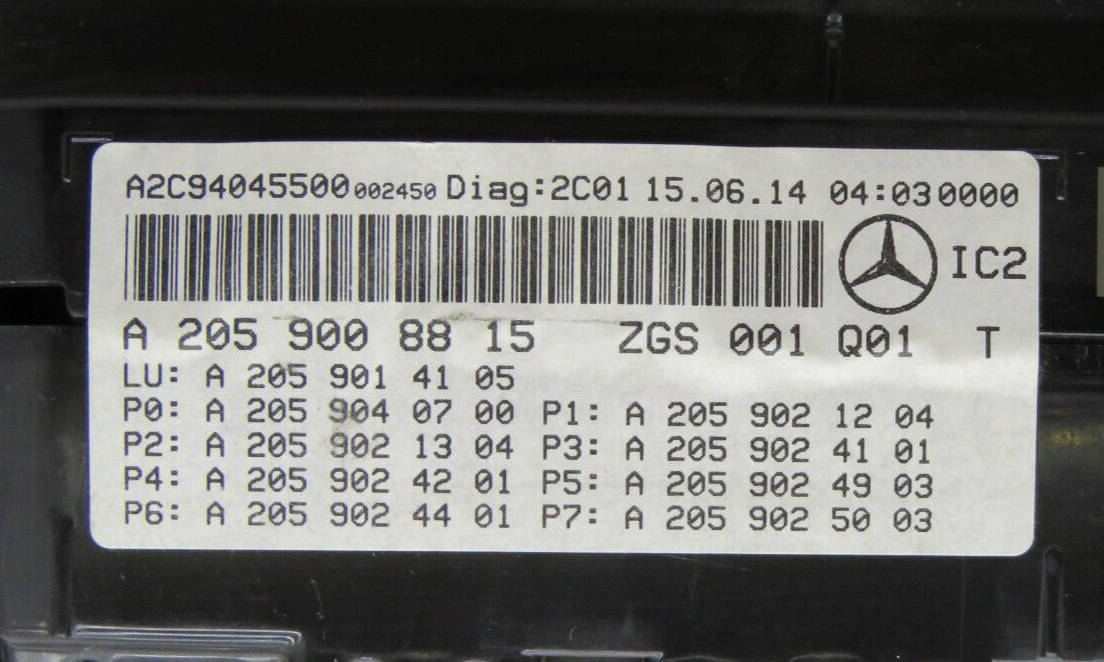 A2C94045500 002450 Diag:2C01 15.06.14 04:03 0000
IC2
A 205 900 88 15 ZGS 001 Q01 T
LU: A 205 901 41 05
P0: A 205 904 07 00 P1: A 205 902 12 04
P2: A 205 902 13 04 P3: A 205 902 41 01
P4: A 205 902 42 01 P5: A 205 902 49 03
P6: A 205 902 44 01 P7: A 205 902 50 03